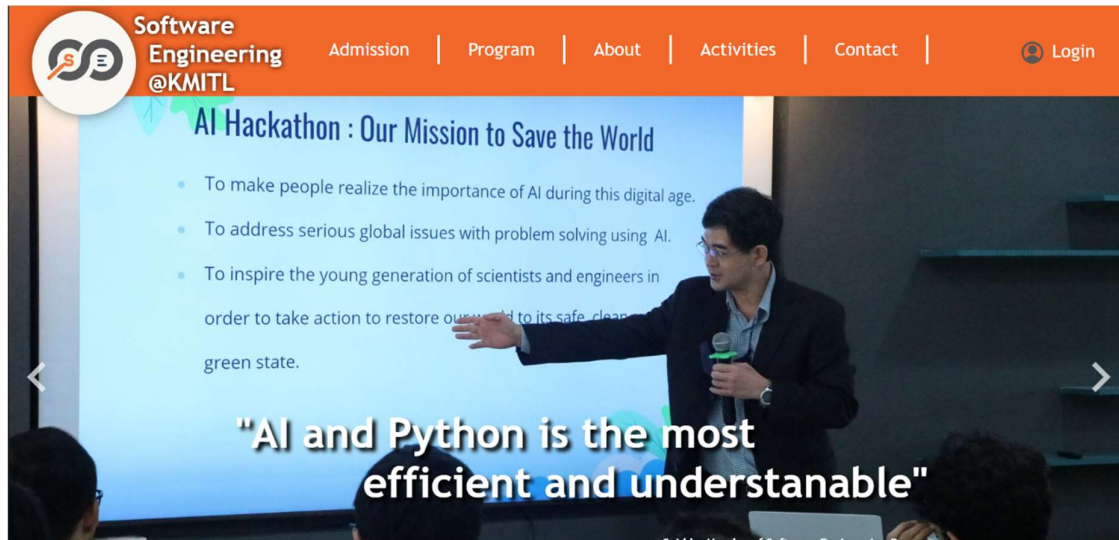 Software
Engineering
@KMITL
Admission
Program
About
Activities
Contact
Login
S E
AI Hackathon : Our Mission to Save the World
To make people realize the importance of AI during this digital age.
To address serious global issues with problem solving using AI.
To inspire the young generation of scientists and engineers in
order to take action to restore our world to its safe, clean
green state.
"AI and Python is the most
efficient and understanable"